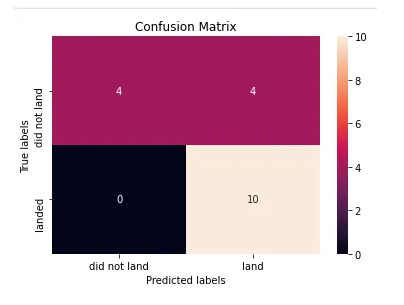 Confusion Matrix
10
8
6
4
2
0
True labels
did not land
landed
4 4
0 10
did not land land
Predicted labels